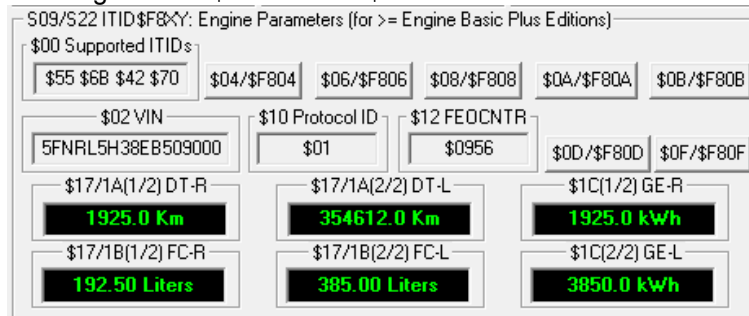 S09/S22 ITID$F8XY: Engine Parameters (for >= Engine Basic Plus Editions)
$00 Supported ITIDs
$55 $6B $42 $70 $04/$F804 $06/$F806 $08/$F808 $0A/$F80A $0B/$F80B
$02 VIN $10 Protocol ID $12 FEOCNTR
5FNRL5H38EB509000 $01 $0956 $0D/$F80D $0F/$F80F
$17/1A(1/2) DT-R $17/1A(2/2) DT-L $1C(1/2) GE-R
1925.0 Km 354612.0 Km 1925.0 kWh
$17/1B(1/2) FC-R $17/1B(2/2) FC-L $1C(2/2) GE-L
192.50 Liters 385.00 Liters 3850.0 kWh